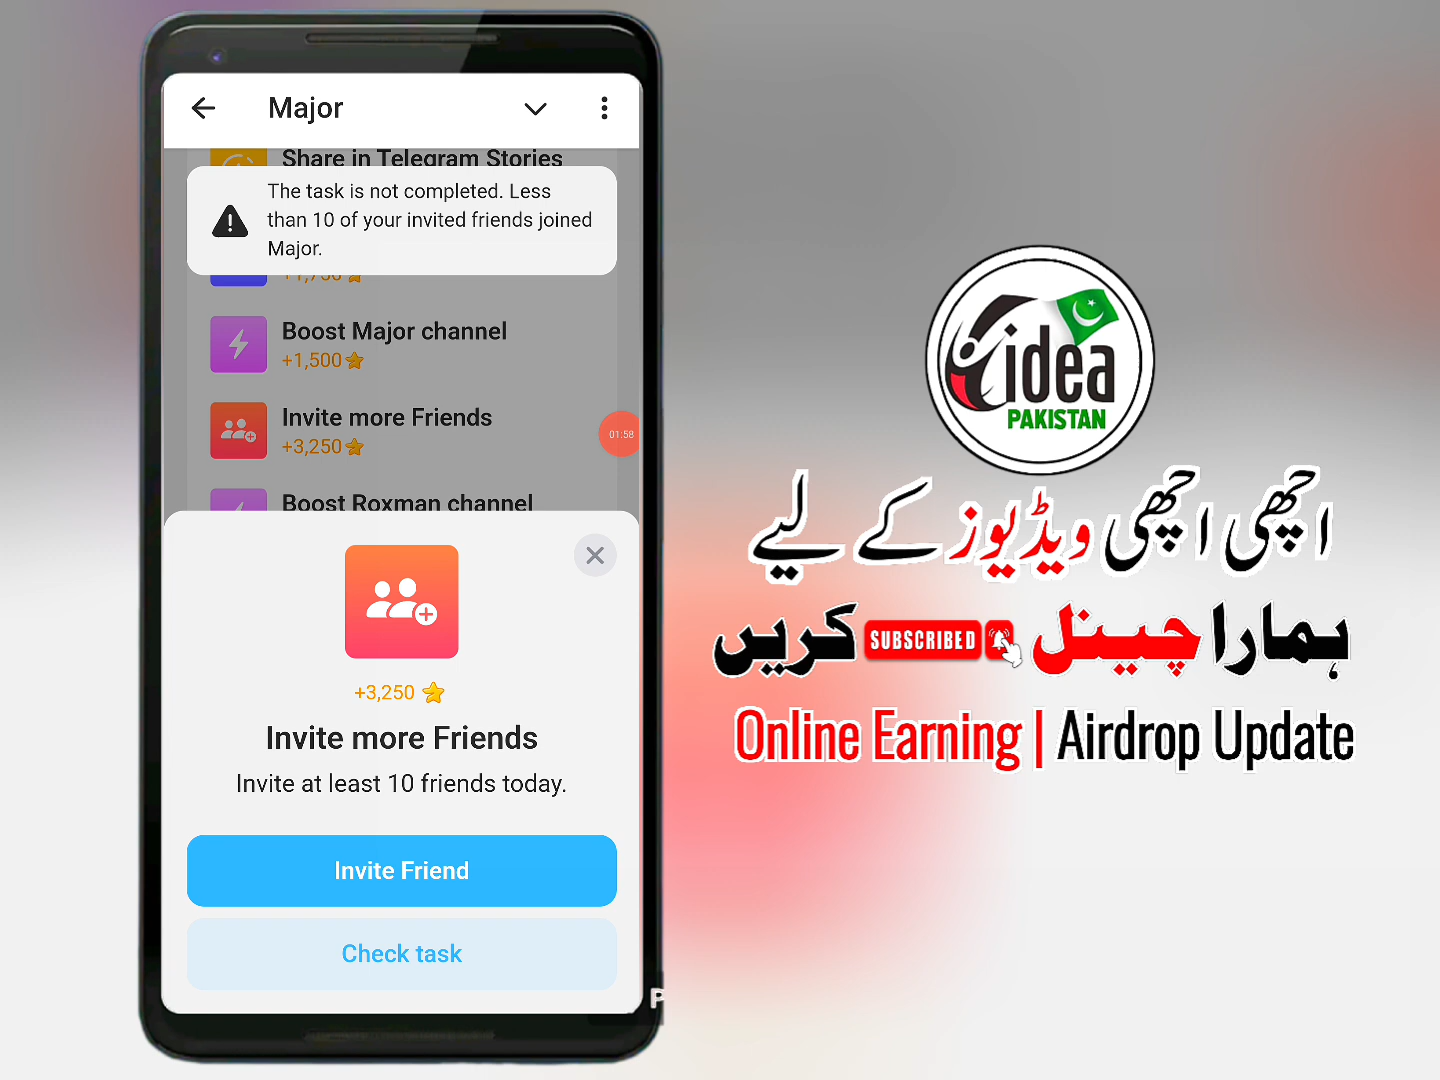 Major
Share in Telegram Stories
The task is not completed. Less
than 10 of your invited friends joined
Major.
+1,750
Boost Major channel
+1,500
Invite more Friends
+3,250
01:58
Boost Roxman channel
+3,250
Invite more Friends
Invite at least 10 friends today.
Invite Friend
Check task
idea
PAKISTAN
اچھی اچھی ویڈیوز کے لیے
ہمارا چینل SUBSCRIBED کریں
Online Earning | Airdrop Update
P